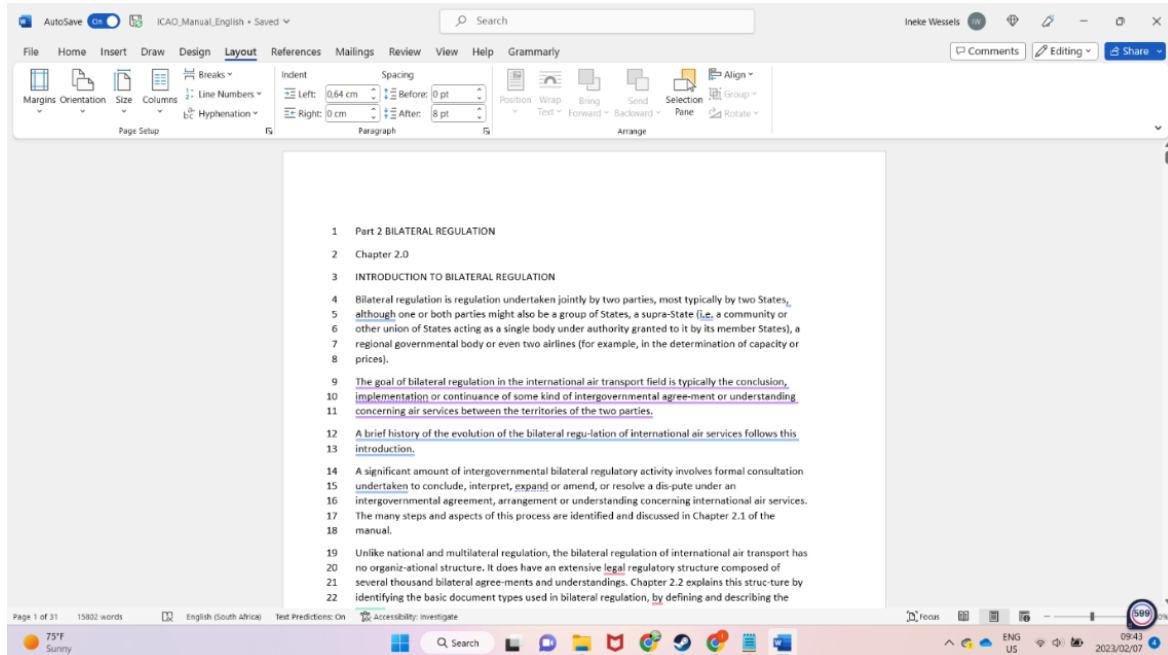 AutoSave On ICAO_Manual_English • Saved Search Ineke Wessels IW
File Home Insert Draw Design Layout References Mailings Review View Help Grammarly Comments Editing Share
Margins Orientation Size Columns Breaks Line Numbers Hyphenation
Page Setup
Indent Spacing
Left: 0,64 cm Before: 0 pt
Right: 0 cm After: 8 pt
Paragraph
Position Wrap Text Bring Forward Send Backward Selection Pane Align Group Rotate
Arrange
1 Part 2 BILATERAL REGULATION
2 Chapter 2.0
3 INTRODUCTION TO BILATERAL REGULATION
4 Bilateral regulation is regulation undertaken jointly by two parties, most typically by two States,
5 although one or both parties might also be a group of States, a supra-State (i.e. a community or
6 other union of States acting as a single body under authority granted to it by its member States), a
7 regional governmental body or even two airlines (for example, in the determination of capacity or
8 prices).
9 The goal of bilateral regulation in the international air transport field is typically the conclusion,
10 implementation or continuance of some kind of intergovernmental agree-ment or understanding
11 concerning air services between the territories of the two parties.
12 A brief history of the evolution of the bilateral regu-lation of international air services follows this
13 introduction.
14 A significant amount of intergovernmental bilateral regulatory activity involves formal consultation
15 undertaken to conclude, interpret, expand or amend, or resolve a dis-pute under an
16 intergovernmental agreement, arrangement or understanding concerning international air services.
17 The many steps and aspects of this process are identified and discussed in Chapter 2.1 of the
18 manual.
19 Unlike national and multilateral regulation, the bilateral regulation of international air transport has
20 no organiz-ational structure. It does have an extensive legal regulatory structure composed of
21 several thousand bilateral agree-ments and understandings. Chapter 2.2 explains this struc-ture by
22 identifying the basic document types used in bilateral regulation, by defining and describing the
Page 1 of 31 15802 words English (South Africa) Text Predictions: On Accessibility: Investigate Focus 599
75°F
Sunny
Search
ENG
US
09:43
2023/02/07
4